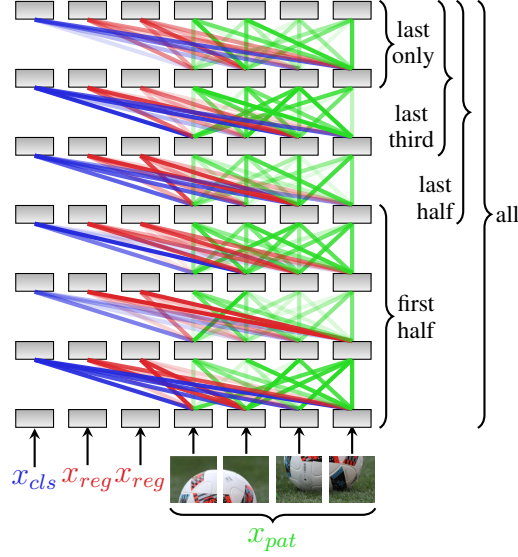 last
only
last
third
last
half
all
first
half
x_cls x_reg x_reg
x_pat